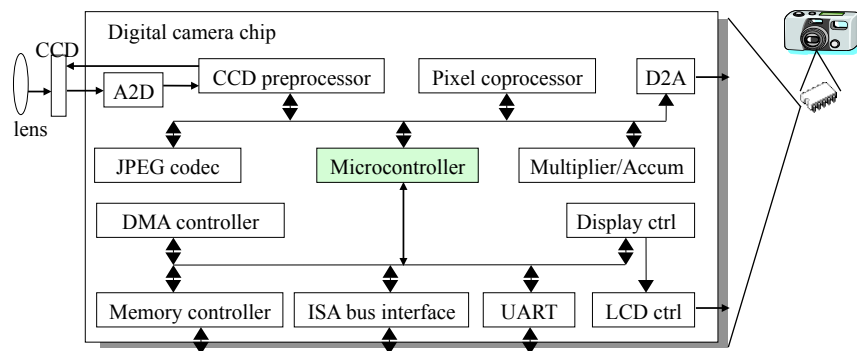 Digital camera chip
CCD
CCD preprocessor
Pixel coprocessor
D2A
A2D
lens
JPEG codec
Microcontroller
Multiplier/Accum
DMA controller
Display ctrl
Memory controller
ISA bus interface
UART
LCD ctrl